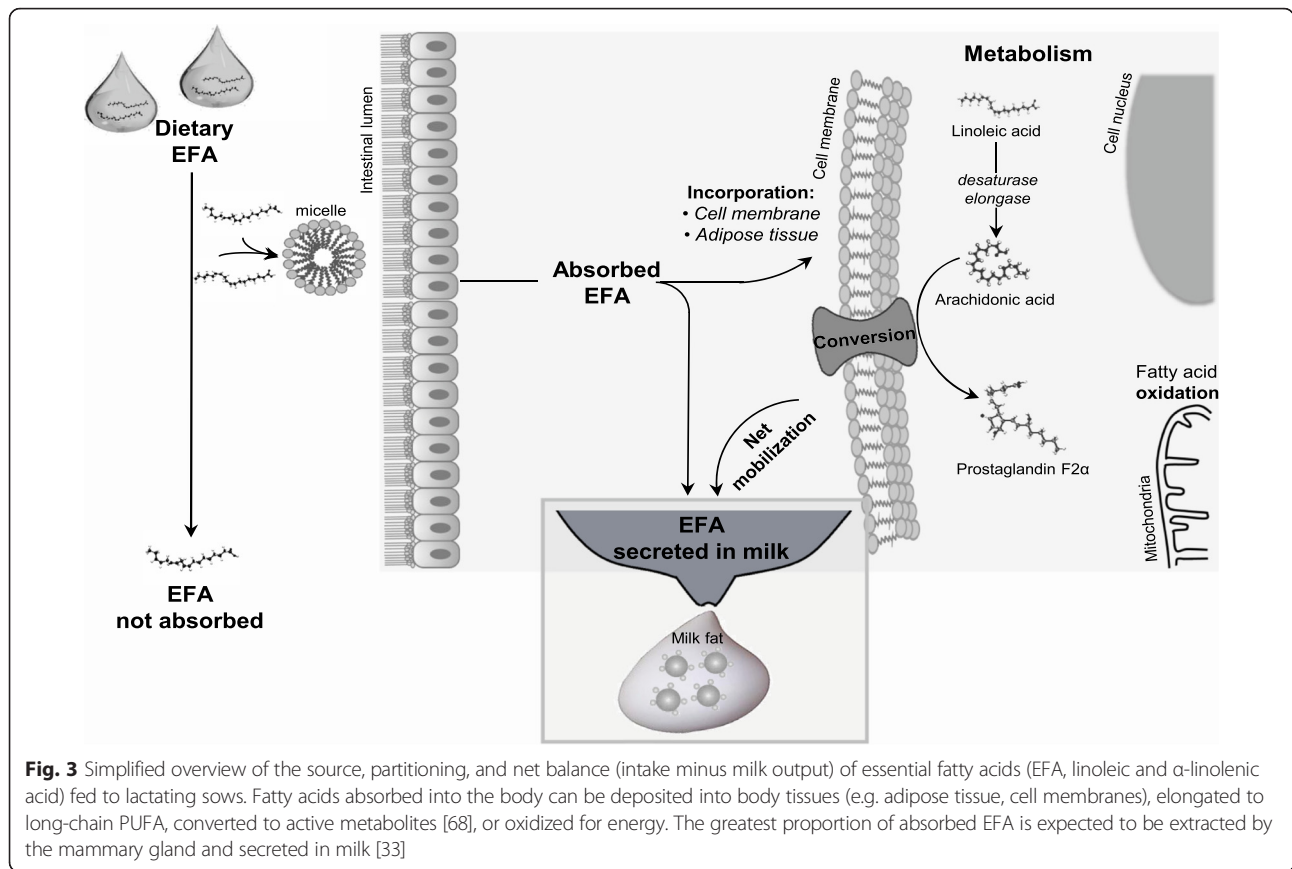 Metabolism
Dietary
EFA
Intestinal lumen
micelle
Cell membrane
Linoleic acid
desaturase
elongase
Cell nucleus
Incorporation:
• Cell membrane
• Adipose tissue
Absorbed
EFA
Arachidonic acid
Conversion
Net
mobilization
Prostaglandin F2α
Fatty acid
oxidation
Mitochondria
EFA
not absorbed
EFA
secreted in milk
Milk fat
Fig. 3 Simplified overview of the source, partitioning, and net balance (intake minus milk output) of essential fatty acids (EFA, linoleic and α-linolenic
acid) fed to lactating sows. Fatty acids absorbed into the body can be deposited into body tissues (e.g. adipose tissue, cell membranes), elongated to
long-chain PUFA, converted to active metabolites [68], or oxidized for energy. The greatest proportion of absorbed EFA is expected to be extracted by
the mammary gland and secreted in milk [33]